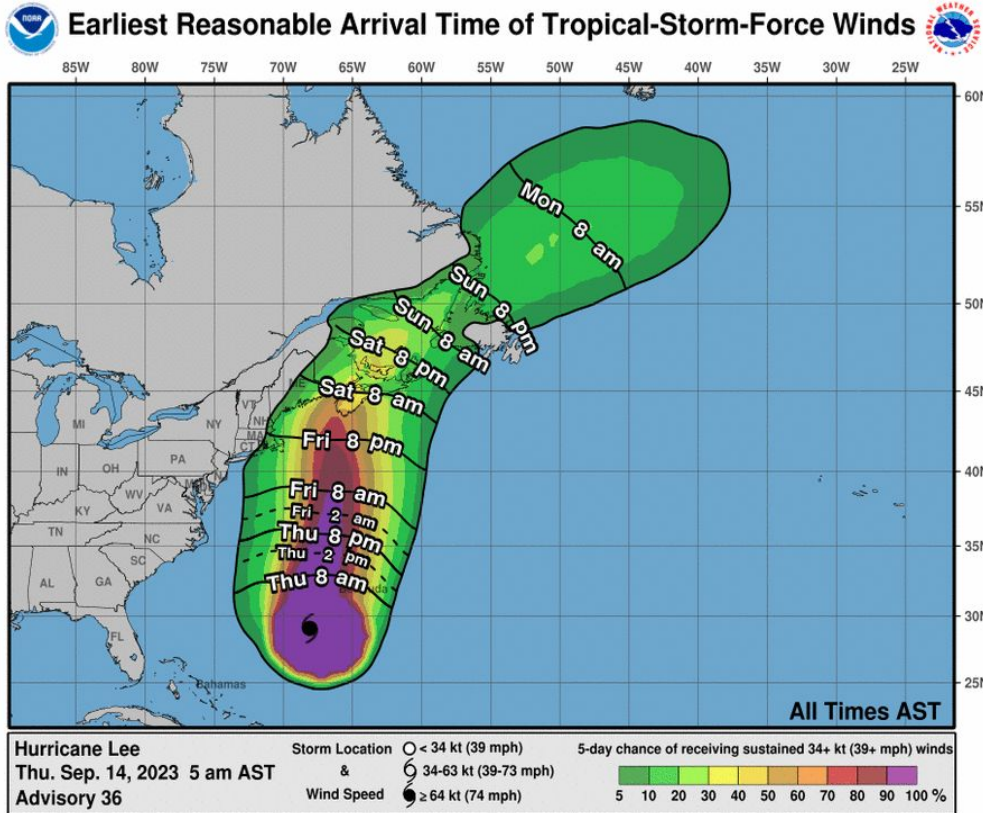 Earliest Reasonable Arrival Time of Tropical-Storm-Force Winds
NOAA
NATIONAL WEATHER SERVICE
85W 80W 75W 70W 65W 60W 55W 50W 45W 40W 35W 30W 25W
60N
55N
Mon 8 am
50N
Sun 8 pm
Sun 8 am
Sat 8 pm
45N
ME
Sat 8 am
VT
NH
MI
NY
MA
CT
Fri 8 pm
PA
40N
IN
OH
Fri 8 am
WV
KY
VA
Fri 2 am
Thu 8 pm
TN
NC
35N
Thu 2 pm
SC
AL
GA
Thu 8 am
30N
FL
25N
Bahamas
All Times AST
Hurricane Lee
Thu. Sep. 14, 2023 5 am AST
Advisory 36
Storm Location
&
Wind Speed
< 34 kt (39 mph)
34-63 kt (39-73 mph)
≥ 64 kt (74 mph)
5-day chance of receiving sustained 34+ kt (39+ mph) winds
5 10 20 30 40 50 60 70 80 90 100 %